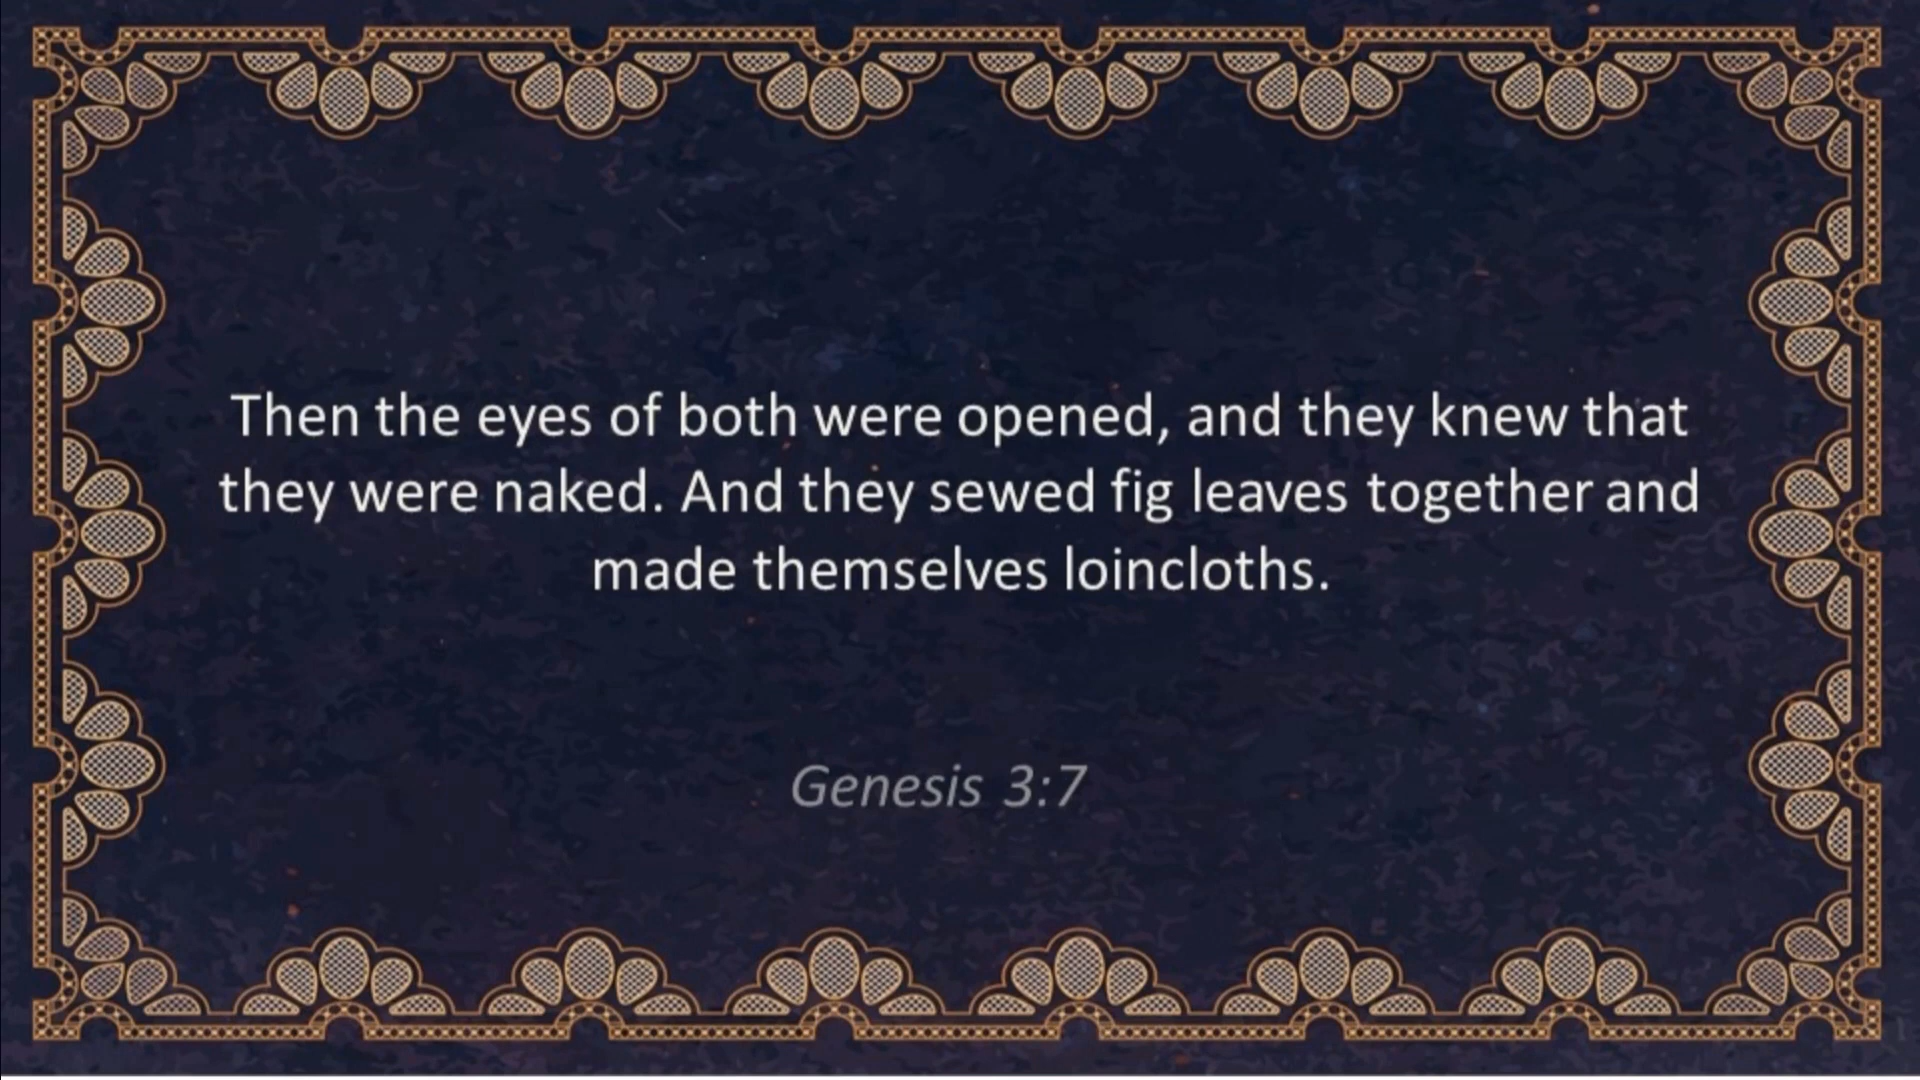 Then the eyes of both were opened, and they knew that
they were naked. And they sewed fig leaves together and
made themselves loincloths.
Genesis 3:7